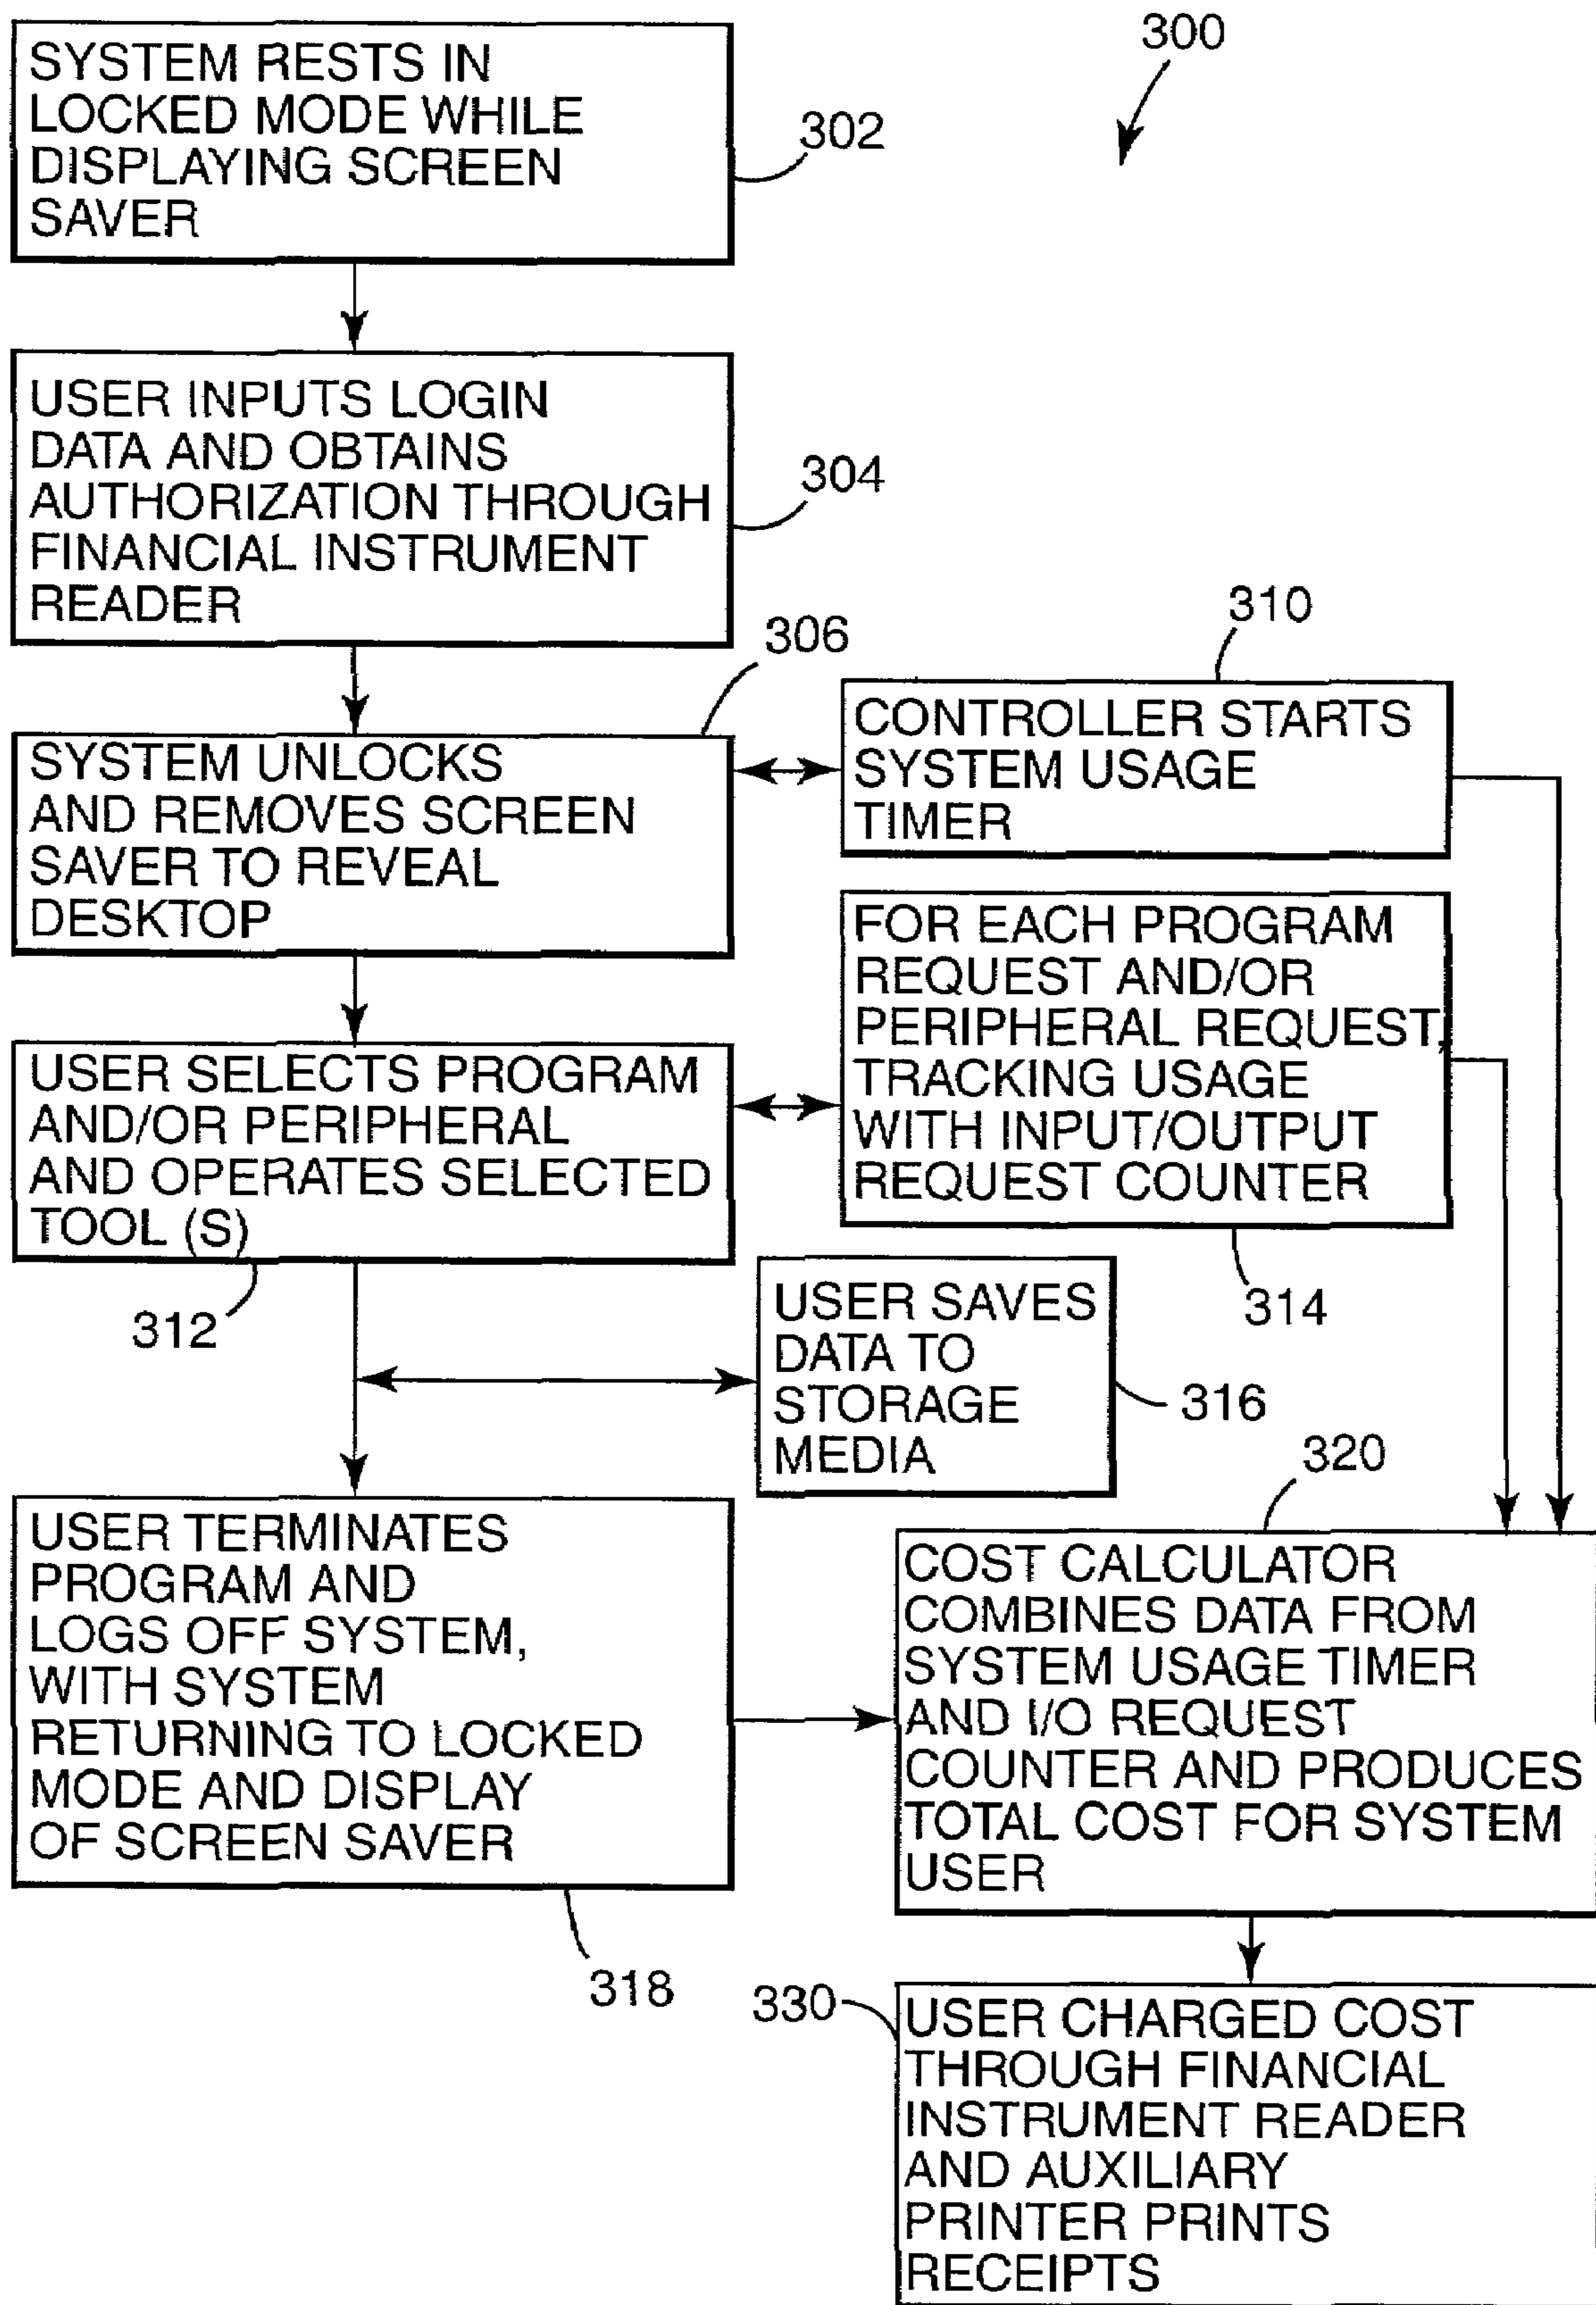 300
SYSTEM RESTS IN
LOCKED MODE WHILE
DISPLAYING SCREEN
SAVER
302
USER INPUTS LOGIN
DATA AND OBTAINS
AUTHORIZATION THROUGH
FINANCIAL INSTRUMENT
READER
304
306
SYSTEM UNLOCKS
AND REMOVES SCREEN
SAVER TO REVEAL
DESKTOP
310
CONTROLLER STARTS
SYSTEM USAGE
TIMER
USER SELECTS PROGRAM
AND/OR PERIPHERAL
AND OPERATES SELECTED
TOOL (S)
312
FOR EACH PROGRAM
REQUEST AND/OR
PERIPHERAL REQUEST,
TRACKING USAGE
WITH INPUT/OUTPUT
REQUEST COUNTER
314
USER SAVES
DATA TO
STORAGE
MEDIA
316
USER TERMINATES
PROGRAM AND
LOGS OFF SYSTEM,
WITH SYSTEM
RETURNING TO LOCKED
MODE AND DISPLAY
OF SCREEN SAVER
318
320
COST CALCULATOR
COMBINES DATA FROM
SYSTEM USAGE TIMER
AND I/O REQUEST
COUNTER AND PRODUCES
TOTAL COST FOR SYSTEM
USER
330
USER CHARGED COST
THROUGH FINANCIAL
INSTRUMENT READER
AND AUXILIARY
PRINTER PRINTS
RECEIPTS